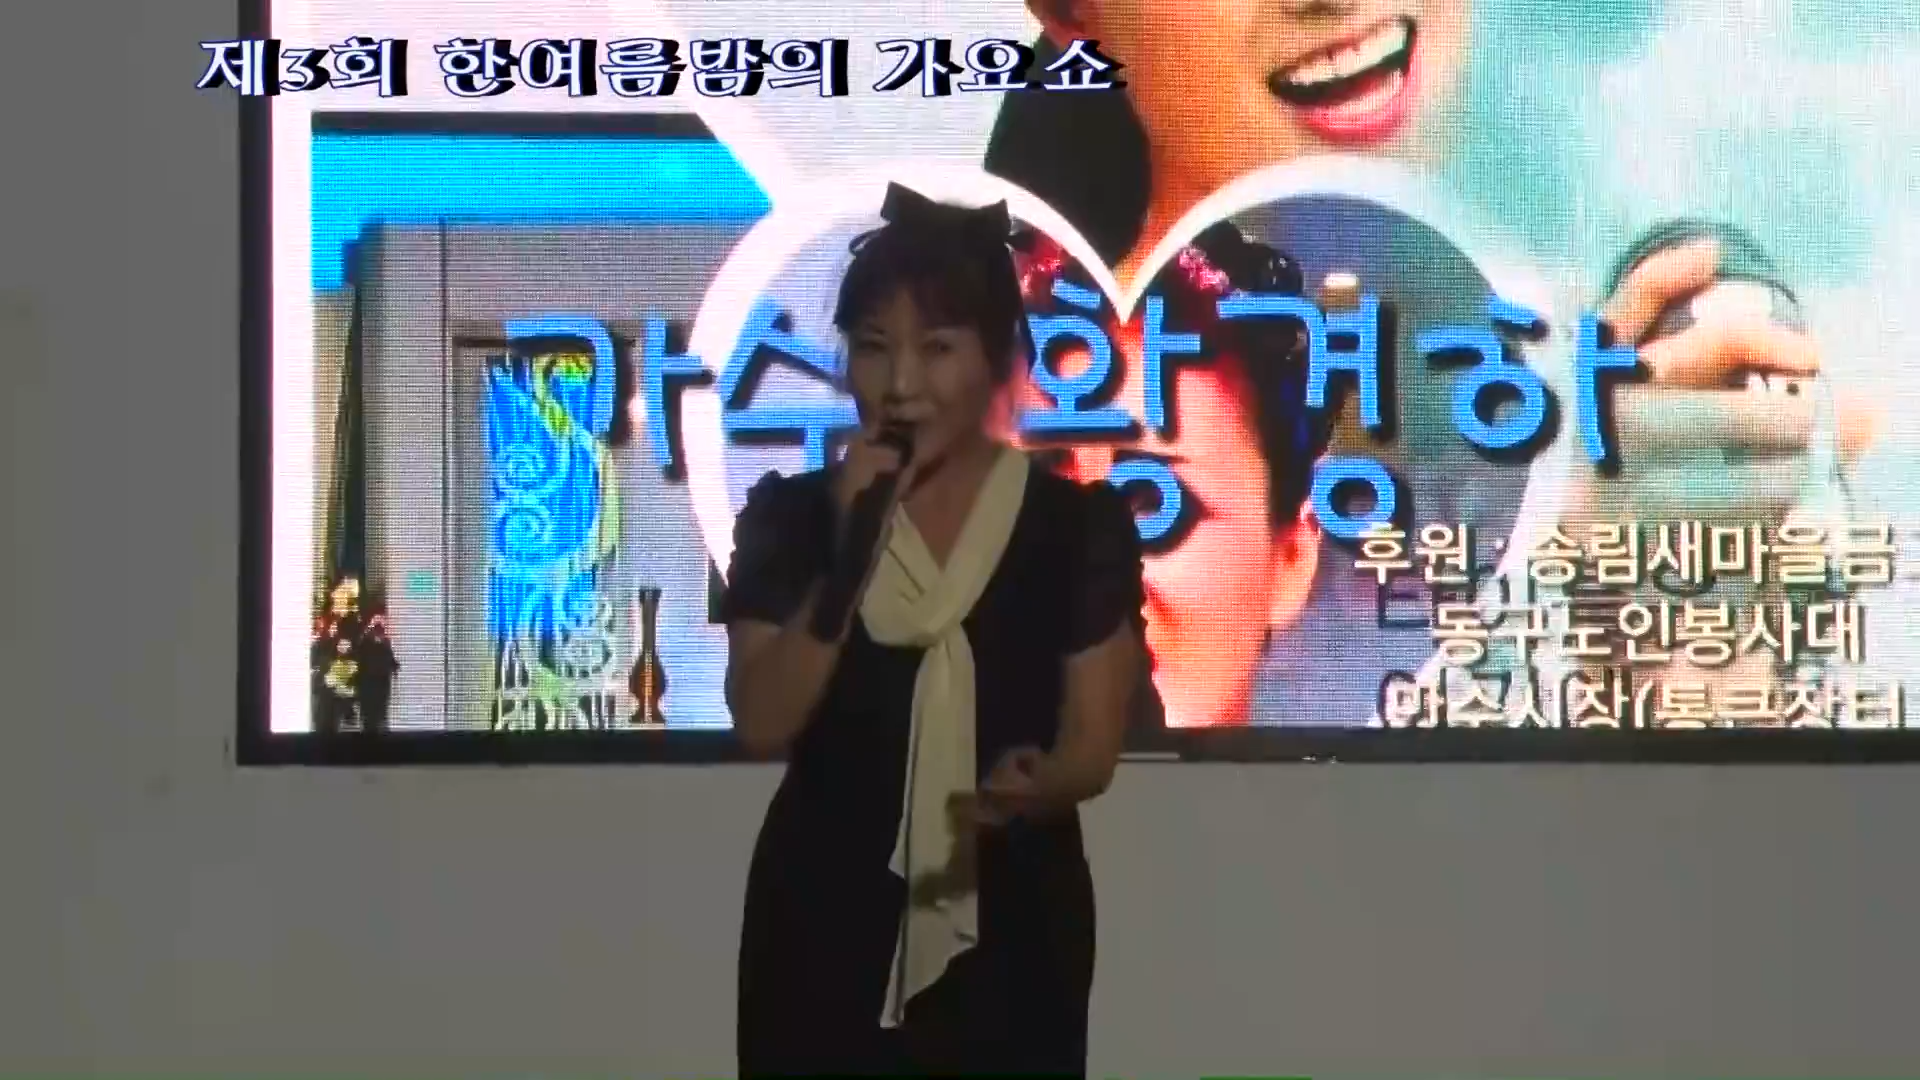 제3회 한여름밤의 가요쇼
가수 황경하
후원 : 송림새마을금
동구노인봉사대